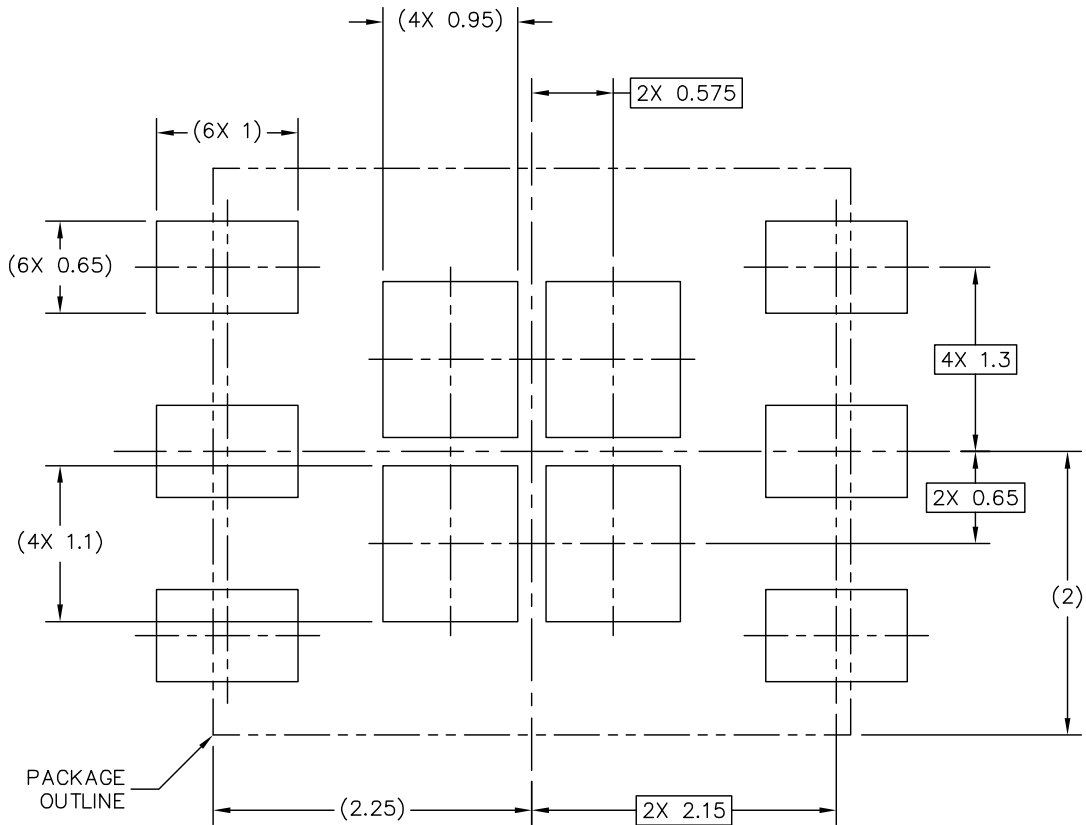 (4X 0.95)
2X 0.575
(6X 1)
(6X 0.65)
4X 1.3
2X 0.65
(4X 1.1)
(2)
PACKAGE
OUTLINE
(2.25)
2X 2.15